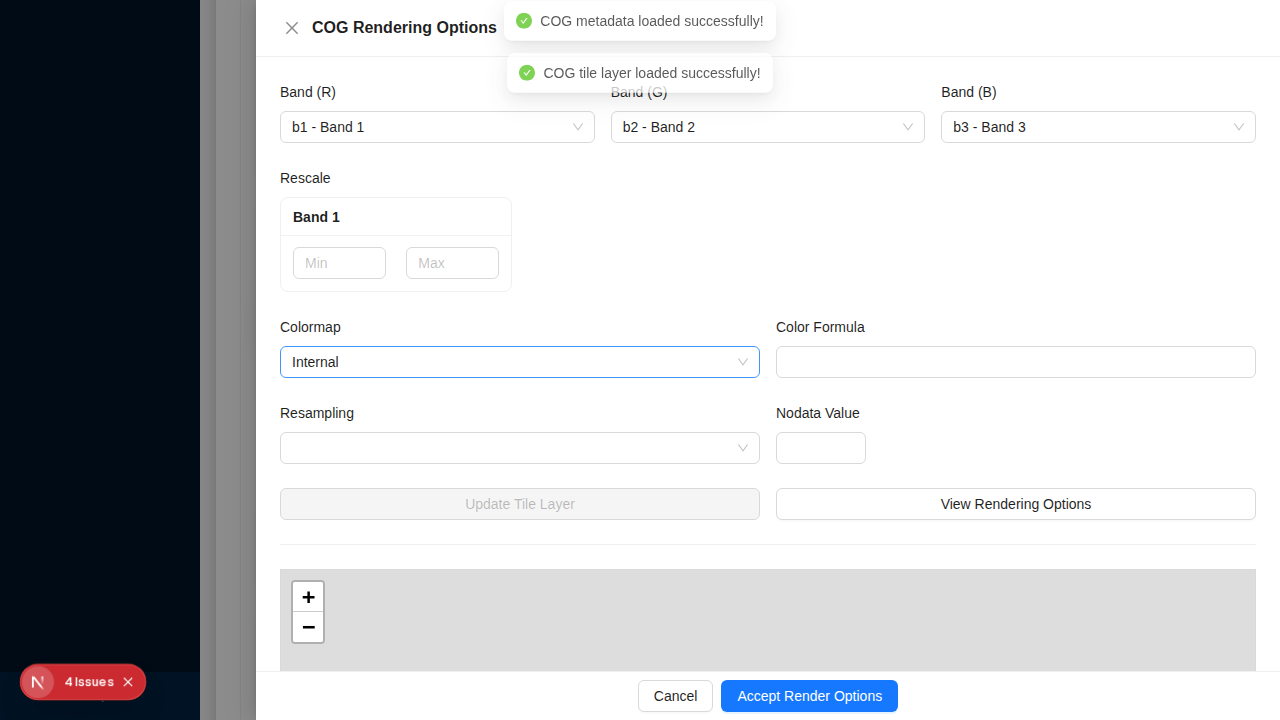 COG Rendering Options
COG metadata loaded successfully!
COG tile layer loaded successfully!
Band (R)
Band (G)
Band (B)
b1 - Band 1
b2 - Band 2
b3 - Band 3
Rescale
Band 1
Min
Max
Colormap
Color Formula
Internal
Resampling
Nodata Value
Update Tile Layer
View Rendering Options
+
−
4 Issues
Cancel
Accept Render Options